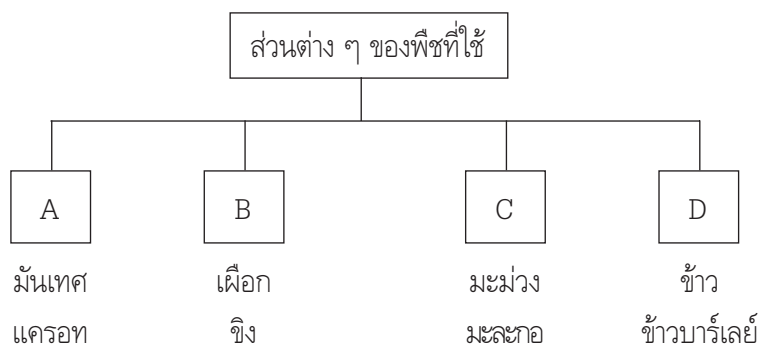 ส่วนต่าง ๆ ของพืชที่ใช้
A B C D
มันเทศ เผือก มะม่วง ข้าว
แครอท ขิง มะละกอ ข้าวบาร์เลย์